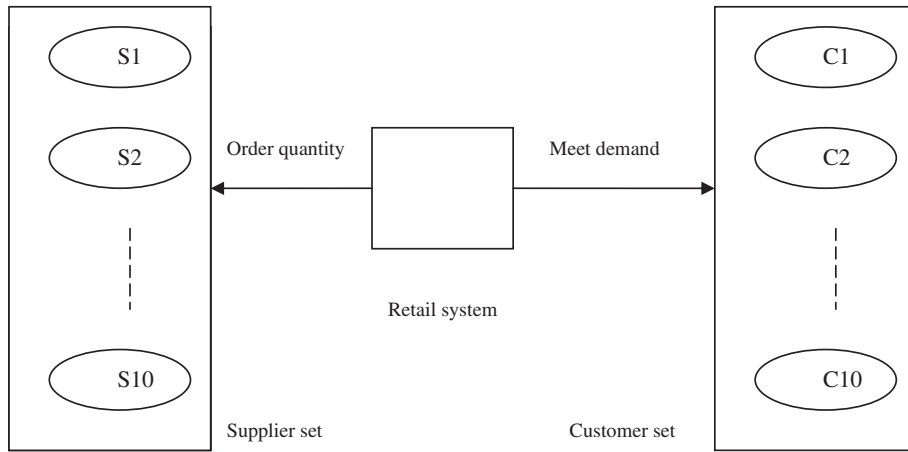 S1
C1
S2
Order quantity
Meet demand
C2
Retail system
S10
C10
Supplier set
Customer set